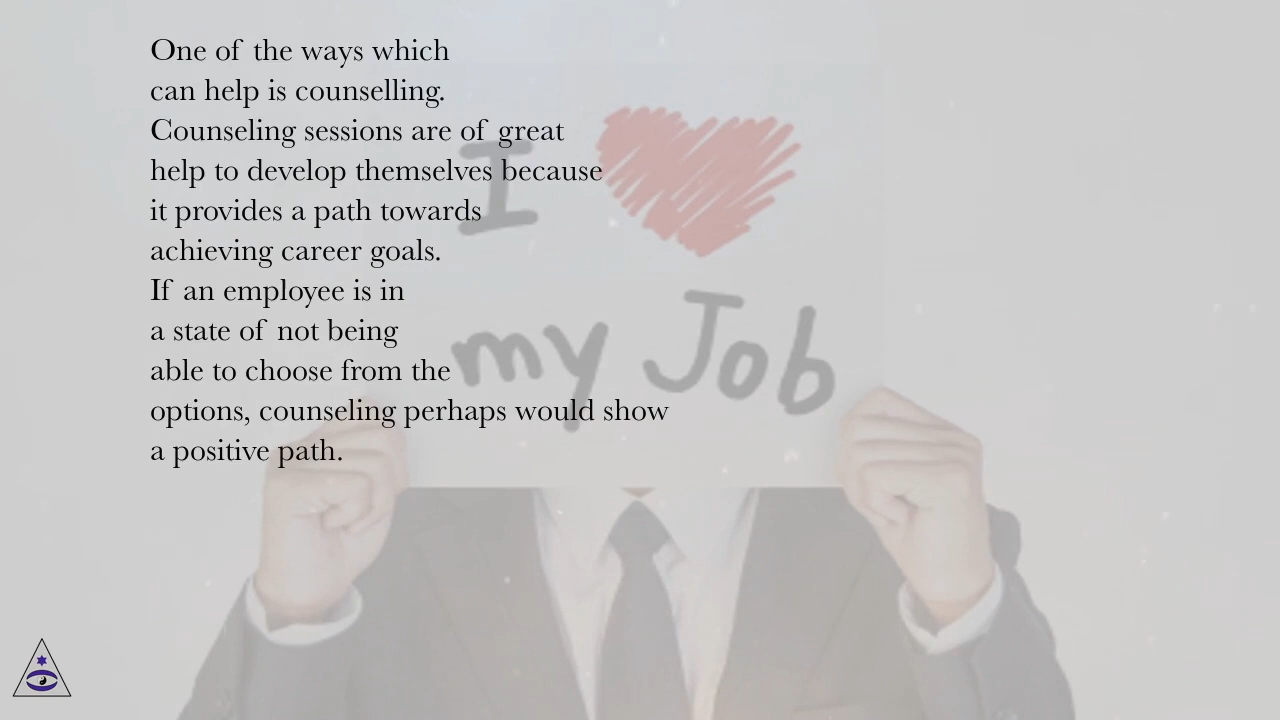 One of the ways which
can help is counselling.
Counseling sessions are of great
help to develop themselves because
it provides a path towards
achieving career goals.
If an employee is in
a state of not being
able to choose from the
options, counseling perhaps would show
a positive path.
I
my Job